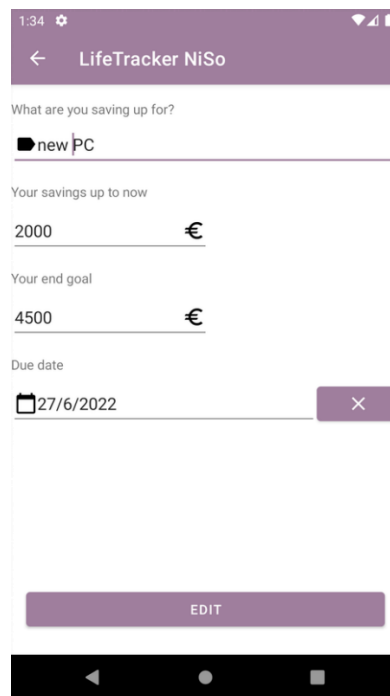 1:34
LifeTracker NiSo
What are you saving up for?
new PC
Your savings up to now
2000 €
Your end goal
4500 €
Due date
27/6/2022
EDIT